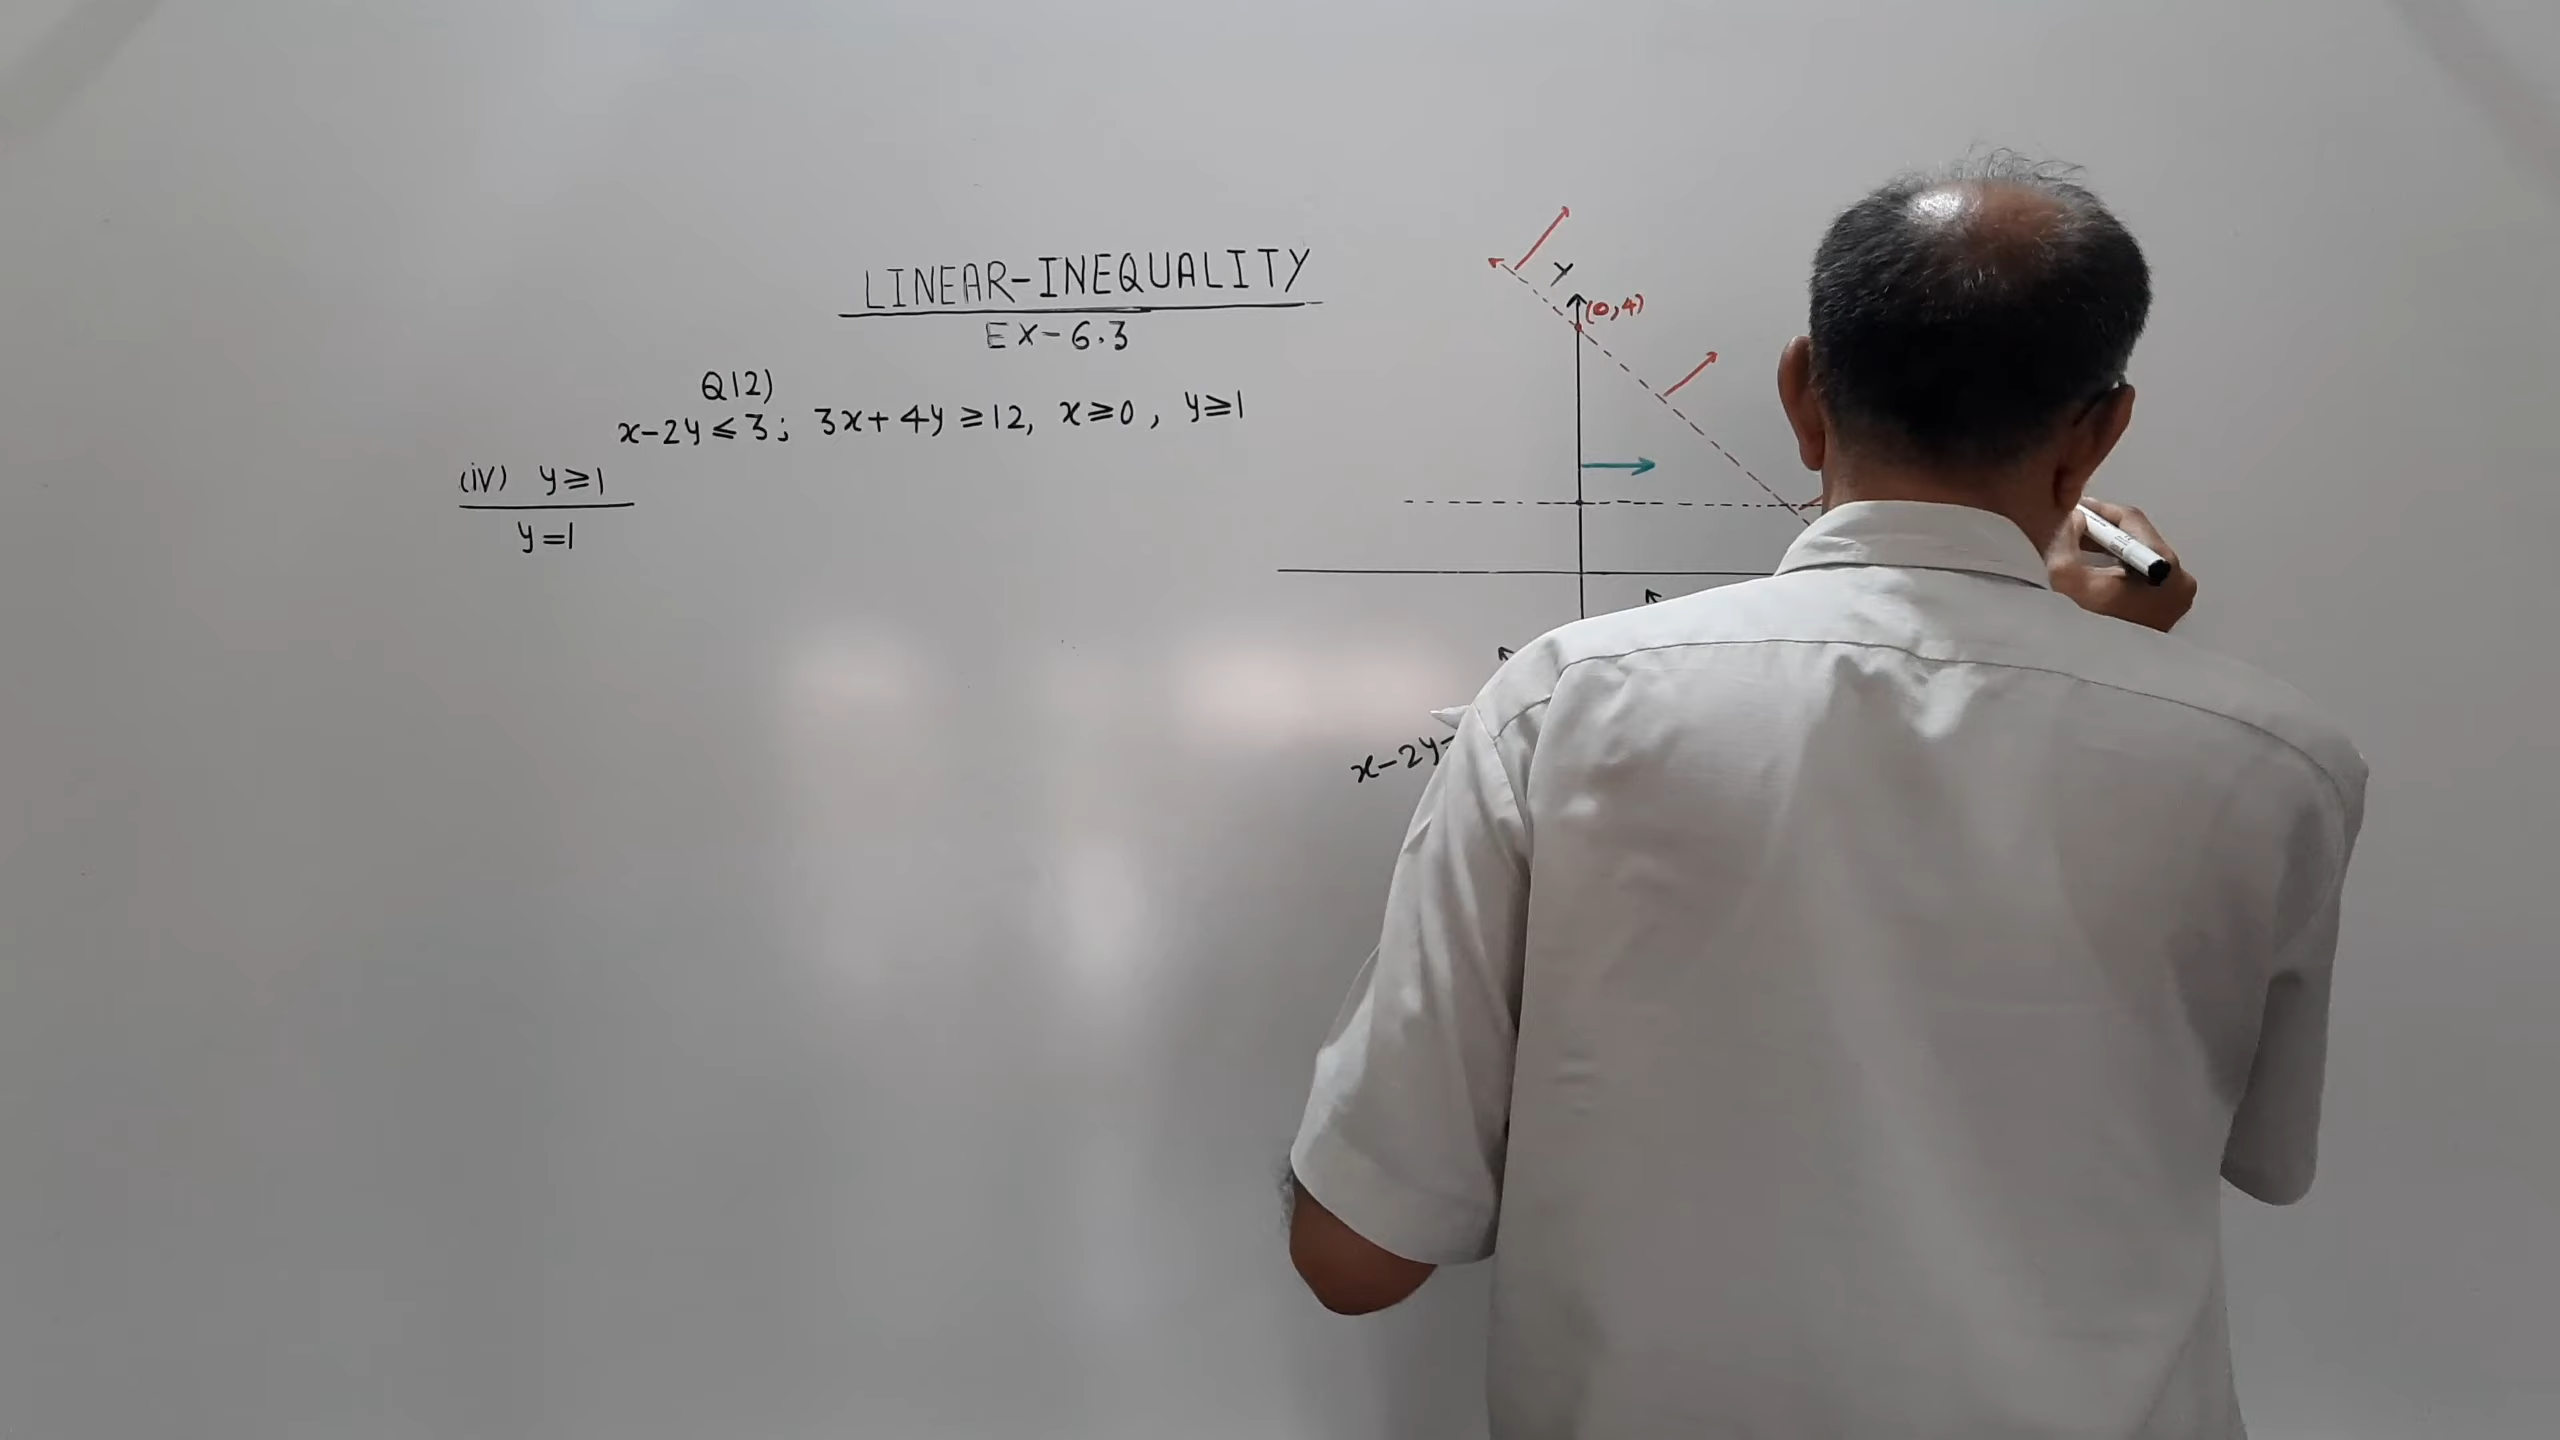 LINEAR-INEQUALITY
EX-6.3
Q12)
x-2y≤3; 3x+4y≥12, x≥0, y≥1
(iv) y≥1
y=1
Y
(0,4)
x-2y=